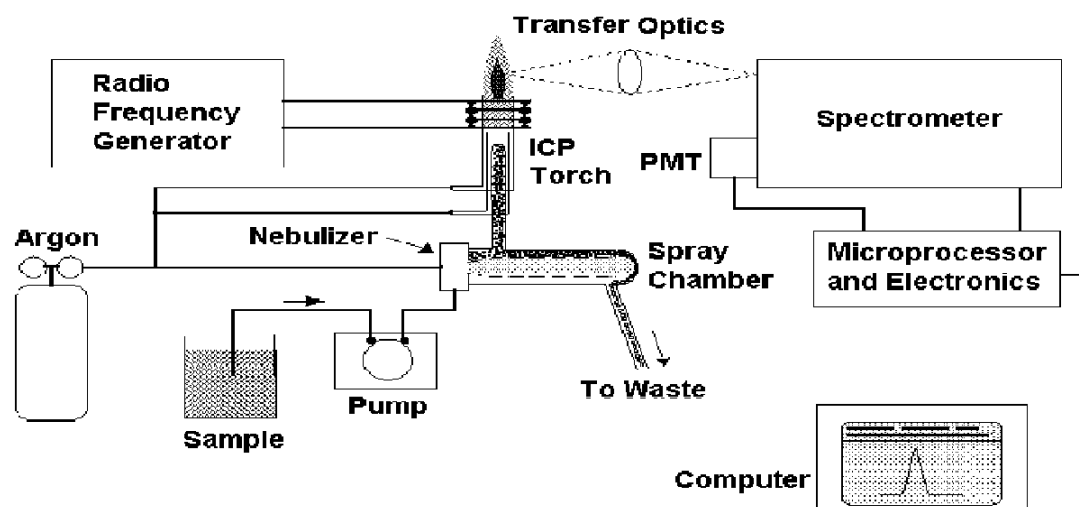 Transfer Optics
Radio
Frequency
Generator
Spectrometer
ICP
Torch
PMT
Argon
Nebulizer
Spray
Chamber
Microprocessor
and Electronics
Pump
To Waste
Sample
Computer